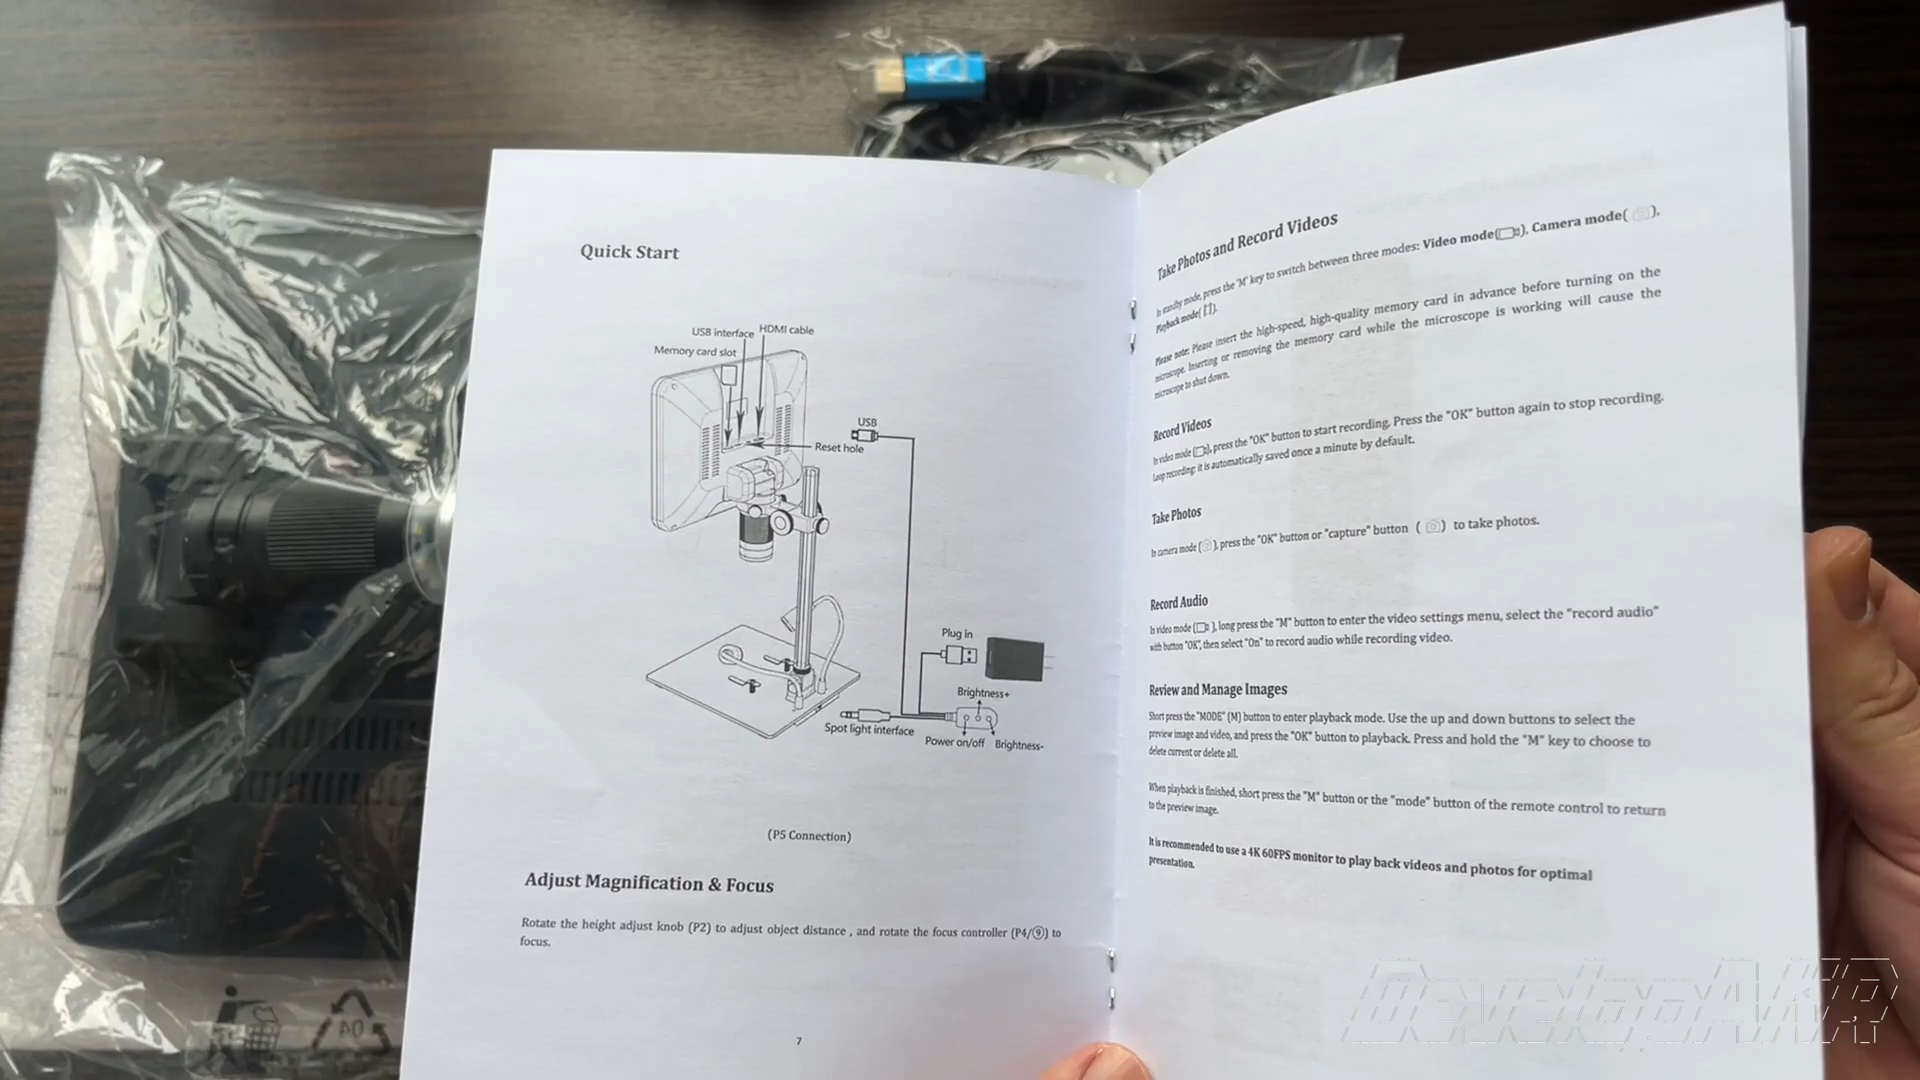 Quick Start
USB interface
HDMI cable
Memory card slot
USB
Reset hole
Plug in
Brightness+
Spot light interface
Power on/off
Brightness-
(P5 Connection)
Adjust Magnification & Focus
Rotate the height adjust knob (P2) to adjust object distance , and rotate the focus controller (P4/⑨) to
focus.
7
Take Photos and Record Videos
In standby mode, press the "M" key to switch between three modes: Video mode( ), Camera mode( ),
Playback mode( ).
Please note: Please insert the high-speed, high-quality memory card in advance before turning on the
microscope. Inserting or removing the memory card while the microscope is working will cause the
microscope to shut down.
Record Videos
In video mode ( ), press the "OK" button to start recording. Press the "OK" button again to stop recording.
Loop recording: it is automatically saved once a minute by default.
Take Photos
In camera mode ( ), press the "OK" button or "capture" button ( ) to take photos.
Record Audio
In video mode ( ), long press the "M" button to enter the video settings menu, select the "record audio"
with button "OK", then select "On" to record audio while recording video.
Review and Manage Images
Short press the "MODE" (M) button to enter playback mode. Use the up and down buttons to select the
preview image and video, and press the "OK" button to playback. Press and hold the "M" key to choose to
delete current or delete all.
When playback is finished, short press the "M" button or the "mode" button of the remote control to return
to the preview image.
It is recommended to use a 4K 60FPS monitor to play back videos and photos for optimal
presentation.
04
DevelopAVR